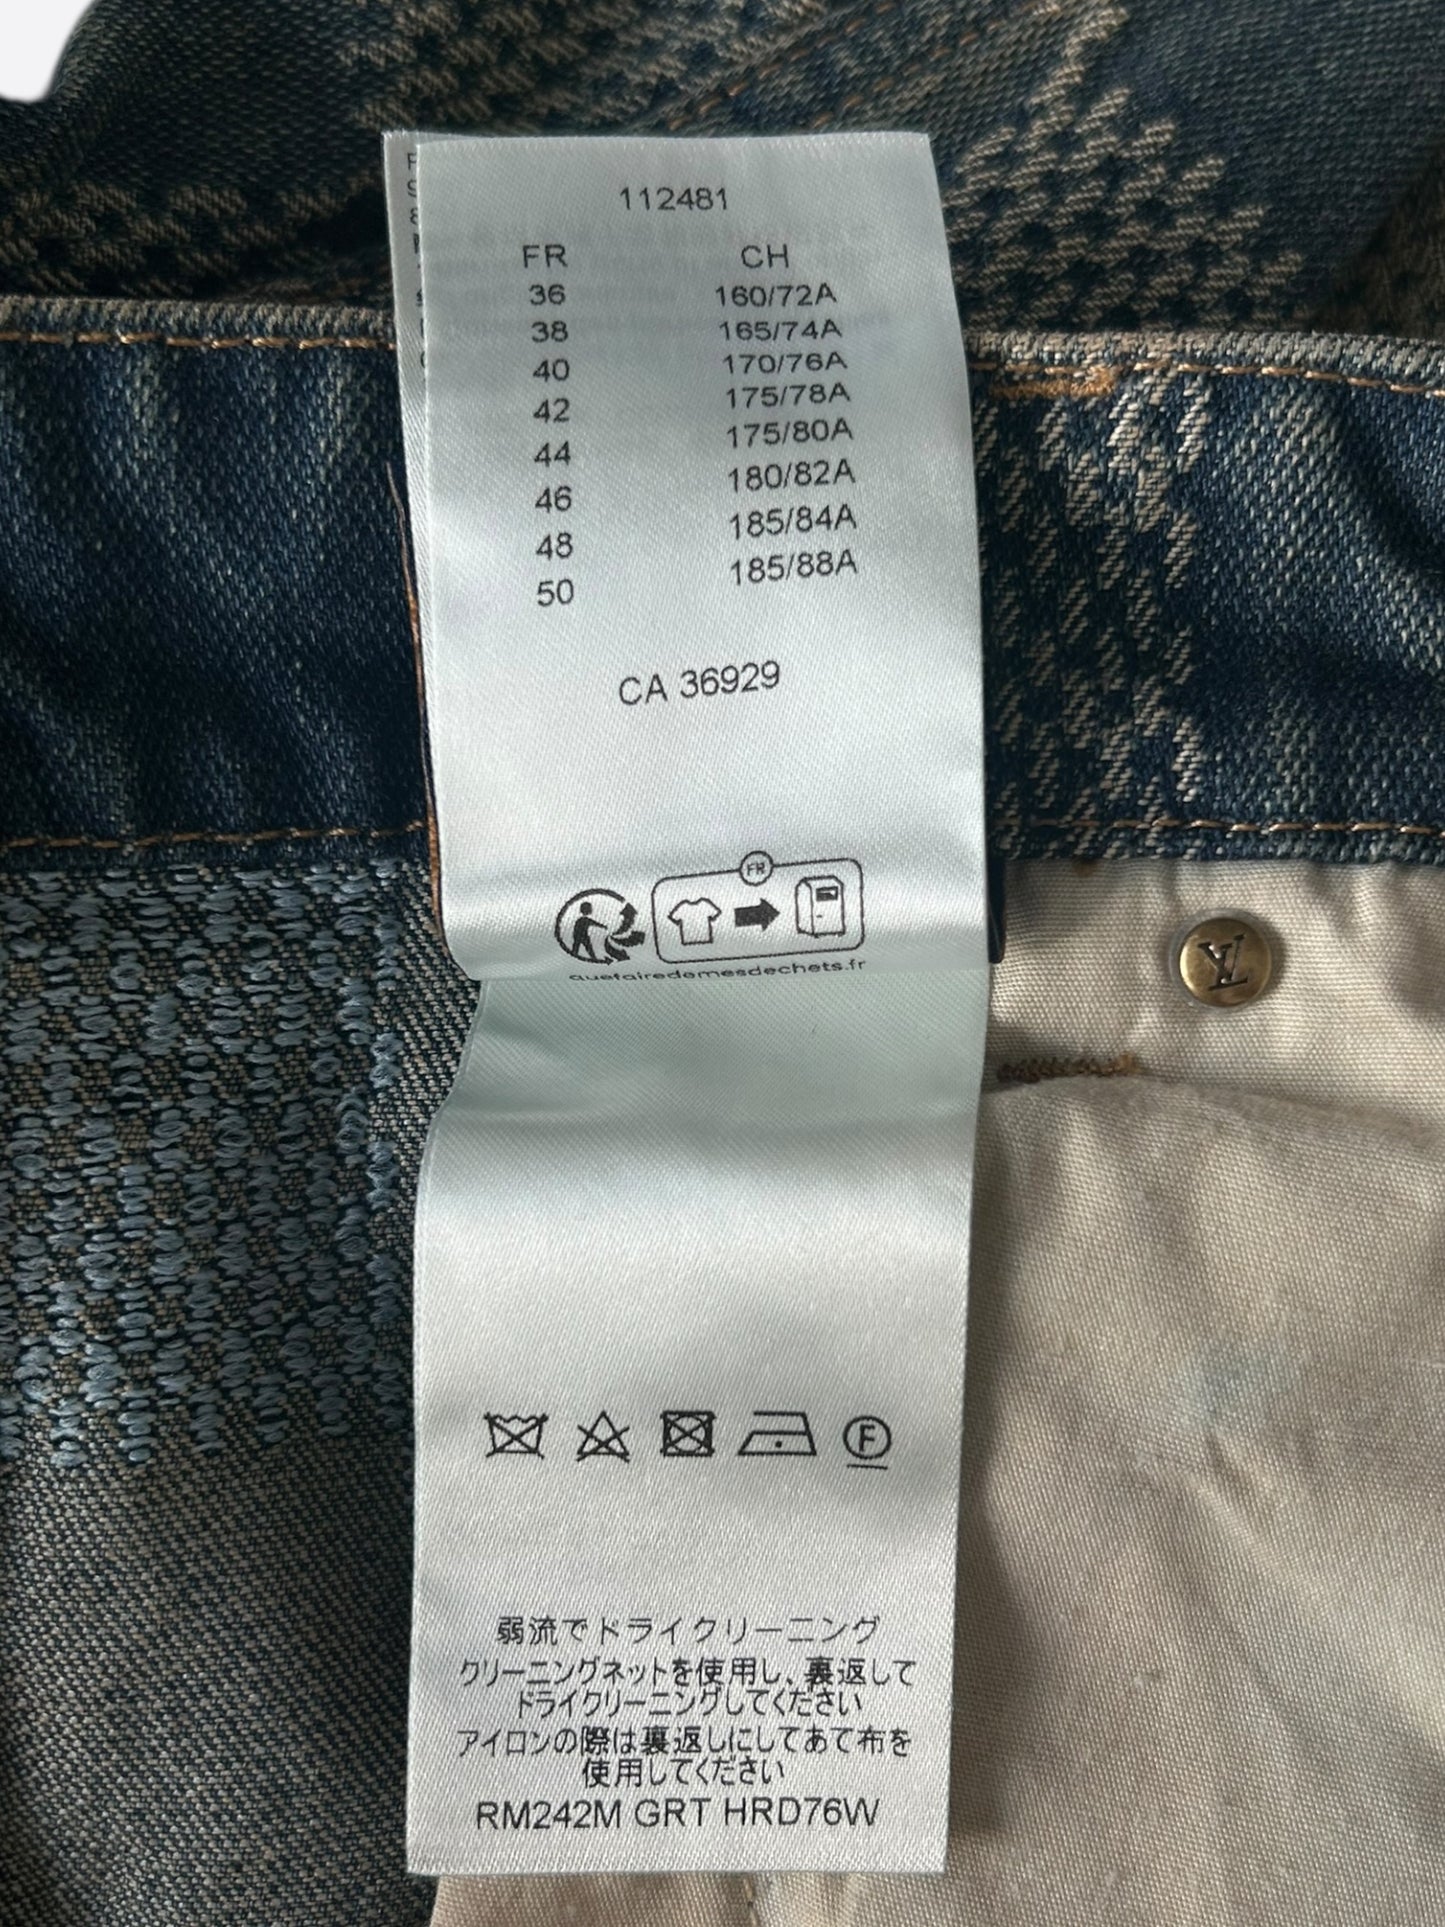 112481
FR CH
36 160/72A
38 165/74A
40 170/76A
42 175/78A
44 175/80A
46 180/82A
48 185/84A
50 185/88A
CA 36929
FR
quefairedemesdechets.fr
LV
F
弱流でドライクリーニング
クリーニングネットを使用し、裏返して
ドライクリーニングしてください
アイロンの際は裏返しにしてあて布を
使用してください
RM242M GRT HRD76W